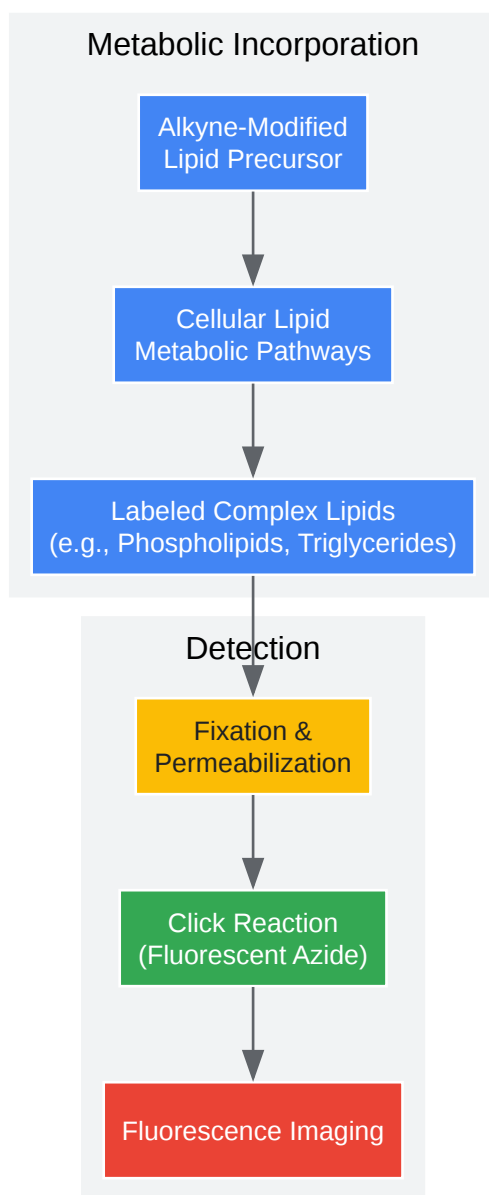 Metabolic Incorporation
Alkyne-Modified
Lipid Precursor
Cellular Lipid
Metabolic Pathways
Labeled Complex Lipids
(e.g., Phospholipids, Triglycerides)
Detection
Fixation &
Permeabilization
Click Reaction
(Fluorescent Azide)
Fluorescence Imaging